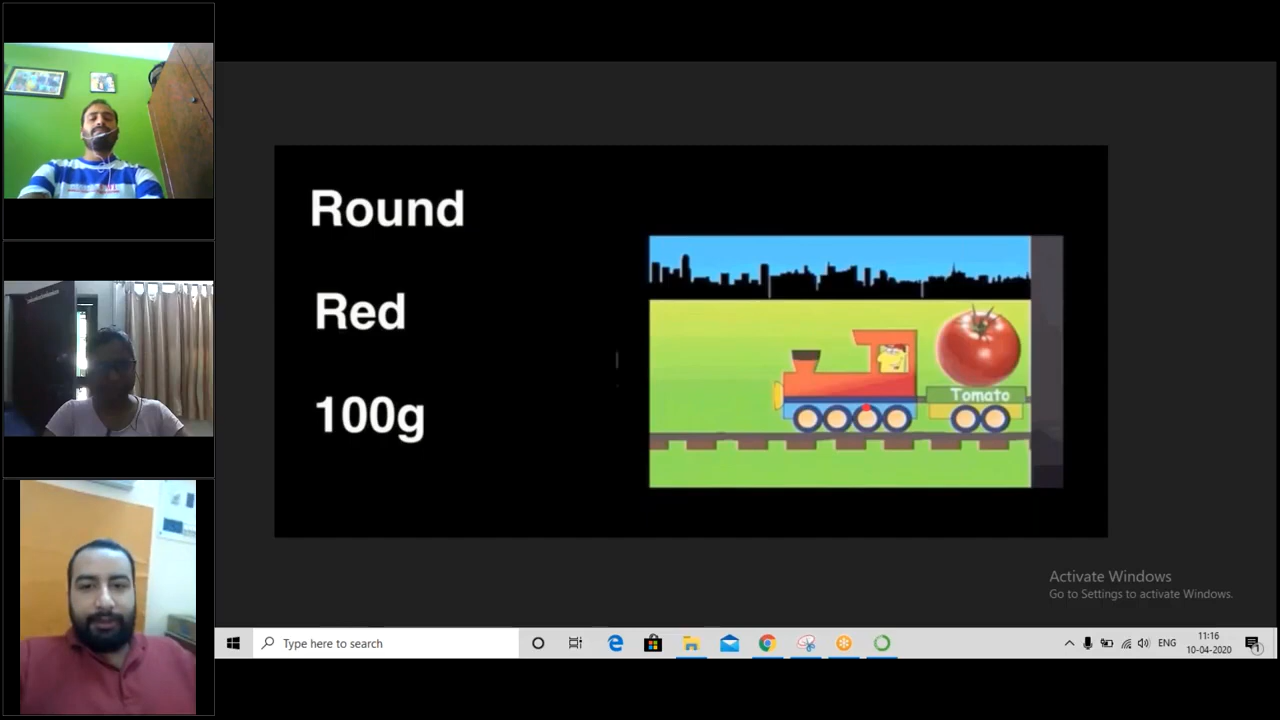 Round
Red
100g
Tomato
Activate Windows
Go to Settings to activate Windows.
Type here to search
ENG
11:16
10-04-2020